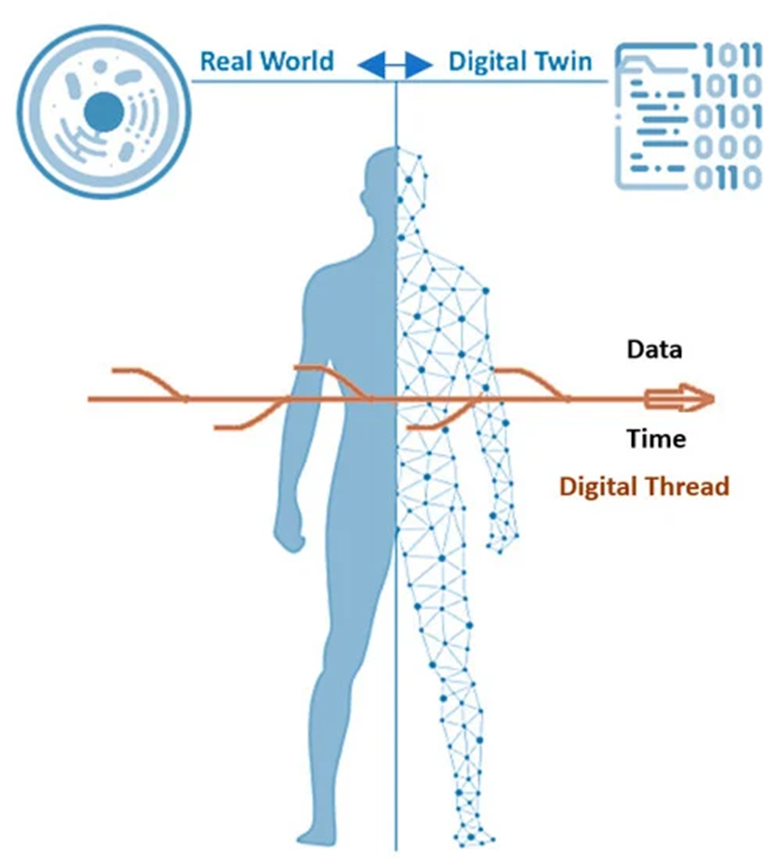 Real World
Digital Twin
1011
1010
0101
000
0110
Data
Time
Digital Thread